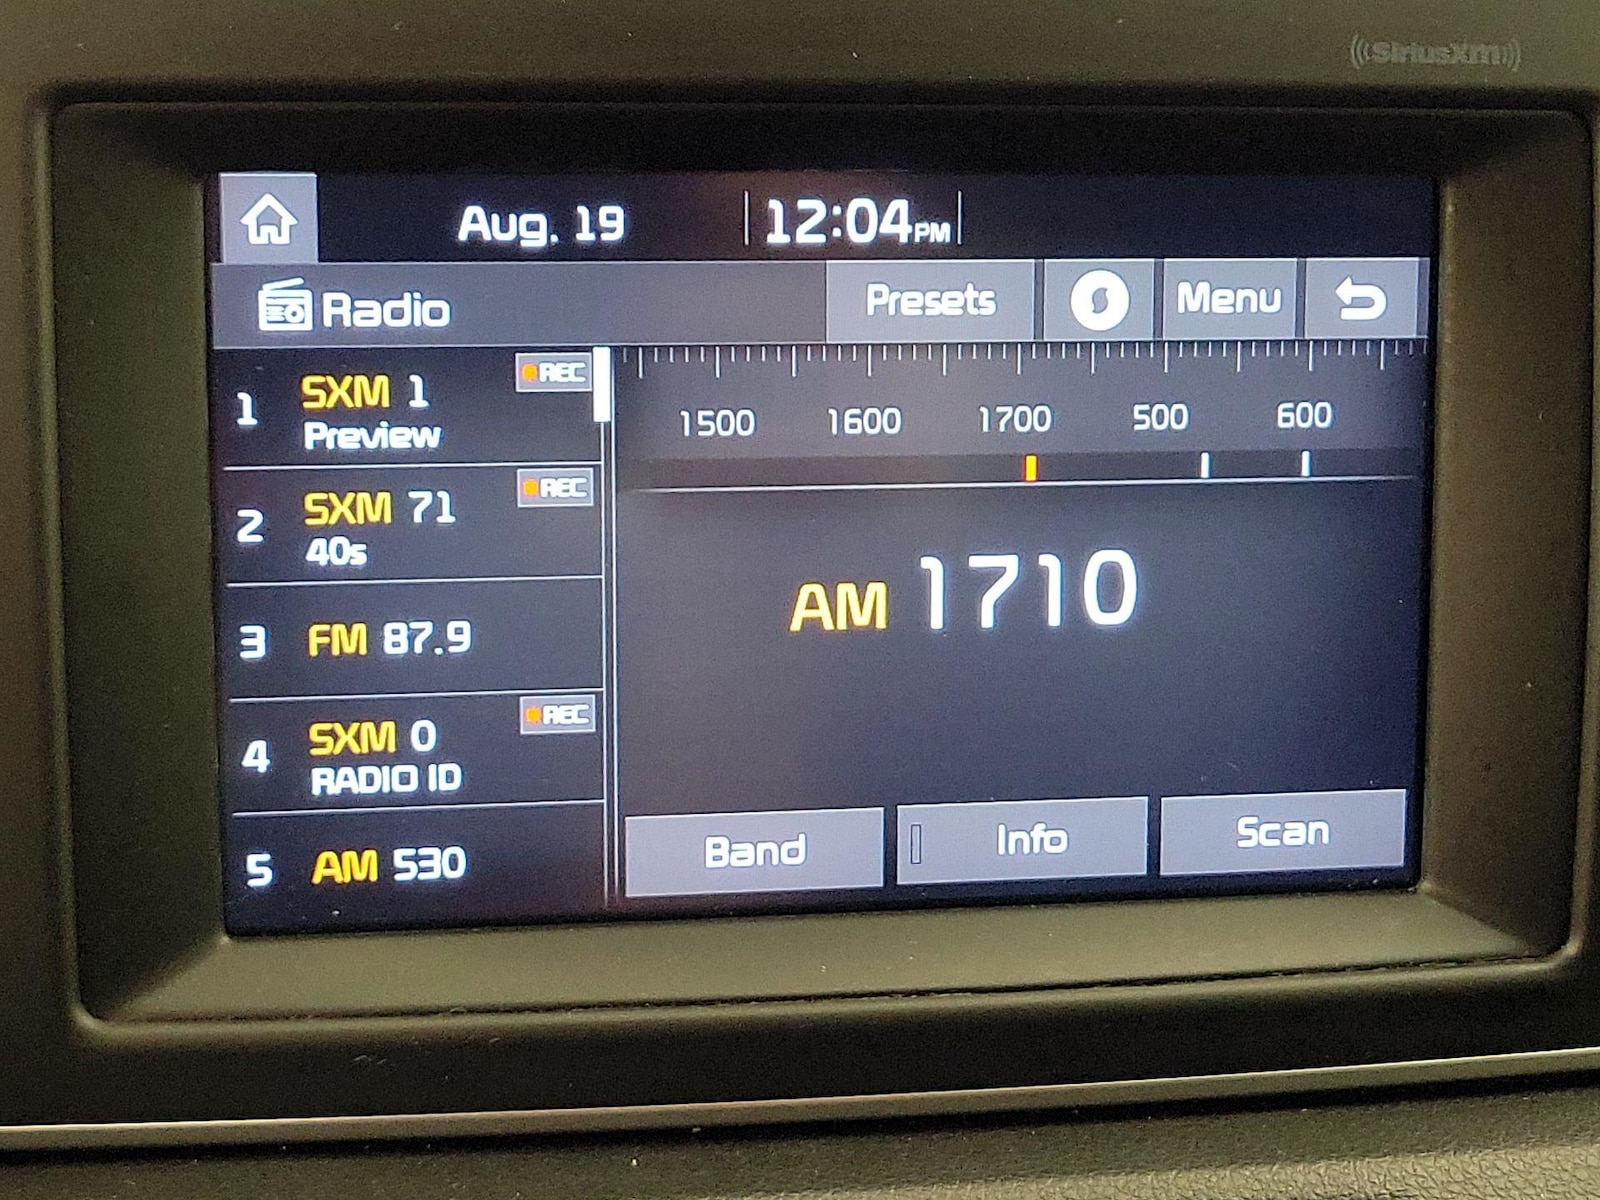 ((SiriusXM))
Aug. 19
12:04PM
Radio
Presets
Menu
1
SXM 1
REC
Preview
2
SXM 71
REC
40s
3
FM 87.9
4
SXM 0
REC
RADIO ID
5
AM 530
1500 1600 1700 500 600
AM 1710
Band
Info
Scan